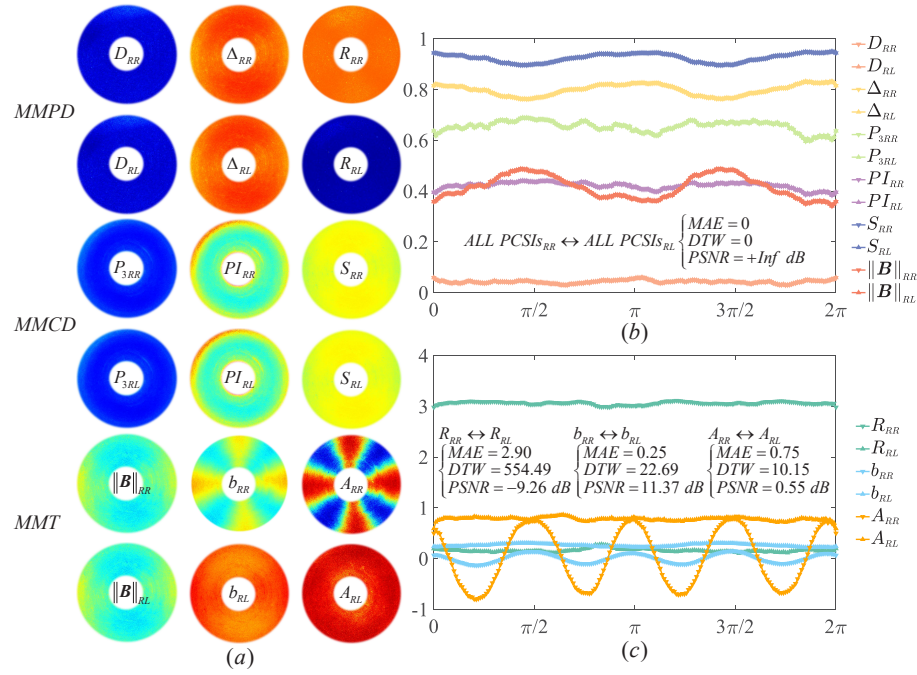 MMPD
D_RR Δ_RR R_RR
D_RL Δ_RL R_RL
MMCD
P_3RR PI_RR S_RR
P_3RL PI_RL S_RL
MMT
‖B‖_RR b_RR A_RR
‖B‖_RL b_RL A_RL
(a)
1
0.8
0.6
0.4
0.2
0
ALL PCSIs_RR ↔ ALL PCSIs_RL
MAE = 0
DTW = 0
PSNR = +Inf dB
0 π/2 π 3π/2 2π
(b)
D_RR
D_RL
Δ_RR
Δ_RL
P_3RR
P_3RL
PI_RR
PI_RL
S_RR
S_RL
‖B‖_RR
‖B‖_RL
4
3
2
1
0
-1
R_RR ↔ R_RL
MAE = 2.90
DTW = 554.49
PSNR = −9.26 dB
b_RR ↔ b_RL
MAE = 0.25
DTW = 22.69
PSNR = 11.37 dB
A_RR ↔ A_RL
MAE = 0.75
DTW = 10.15
PSNR = 0.55 dB
0 π/2 π 3π/2 2π
(c)
R_RR
R_RL
b_RR
b_RL
A_RR
A_RL